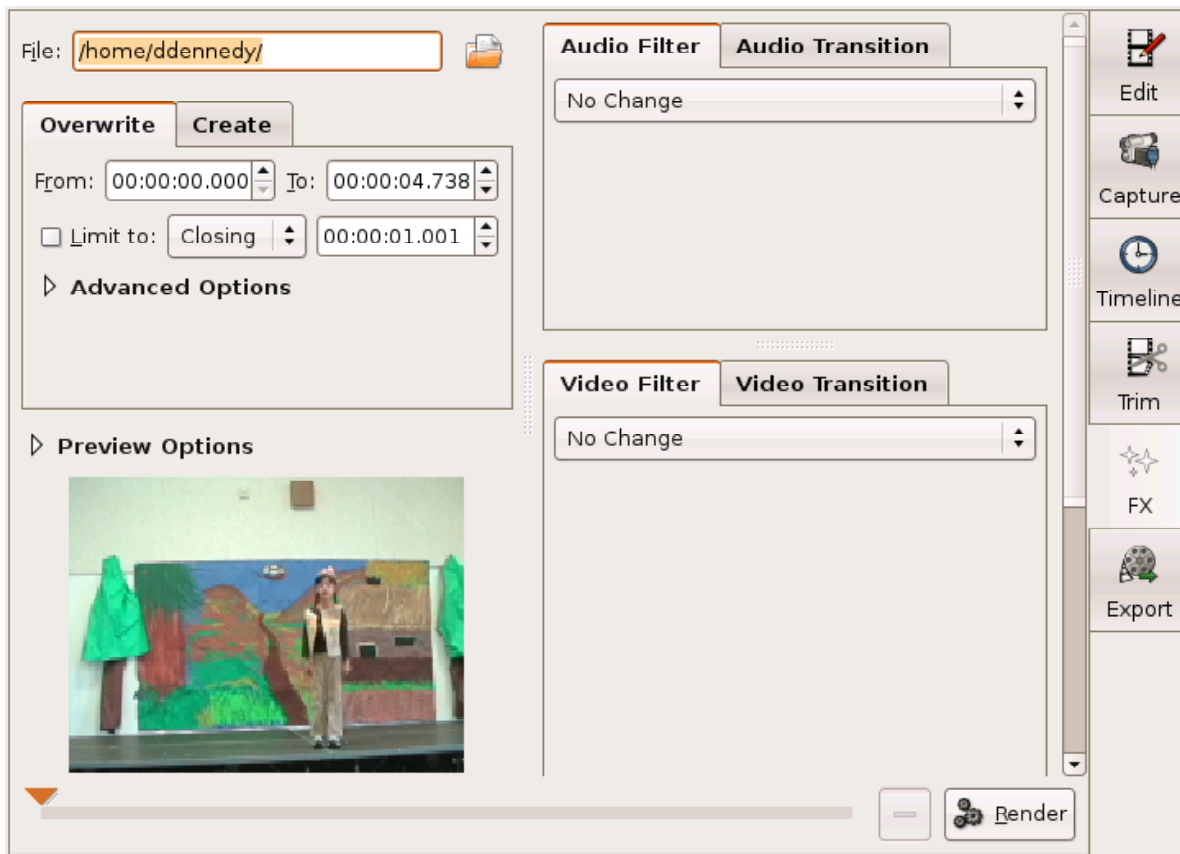 File: /home/ddennedy/
Overwrite Create
From: 00:00:00.000 To: 00:00:04.738
Limit to: Closing 00:00:01.001
Advanced Options
Preview Options
Audio Filter Audio Transition
No Change
Video Filter Video Transition
No Change
Render
Edit
Capture
Timeline
Trim
FX
Export